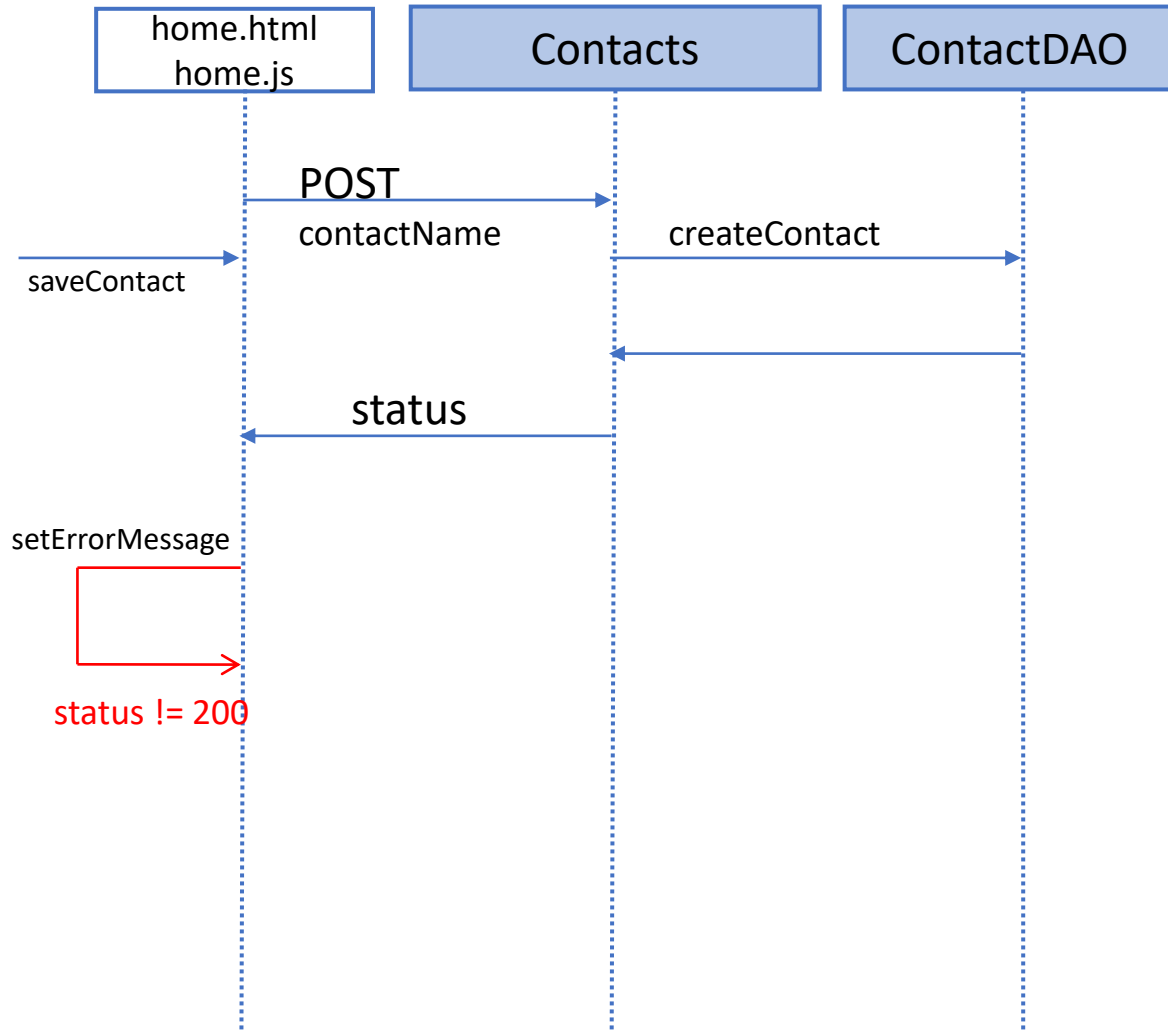 home.html
home.js
Contacts
ContactDAO
POST
contactName
createContact
saveContact
status
setErrorMessage
status != 200